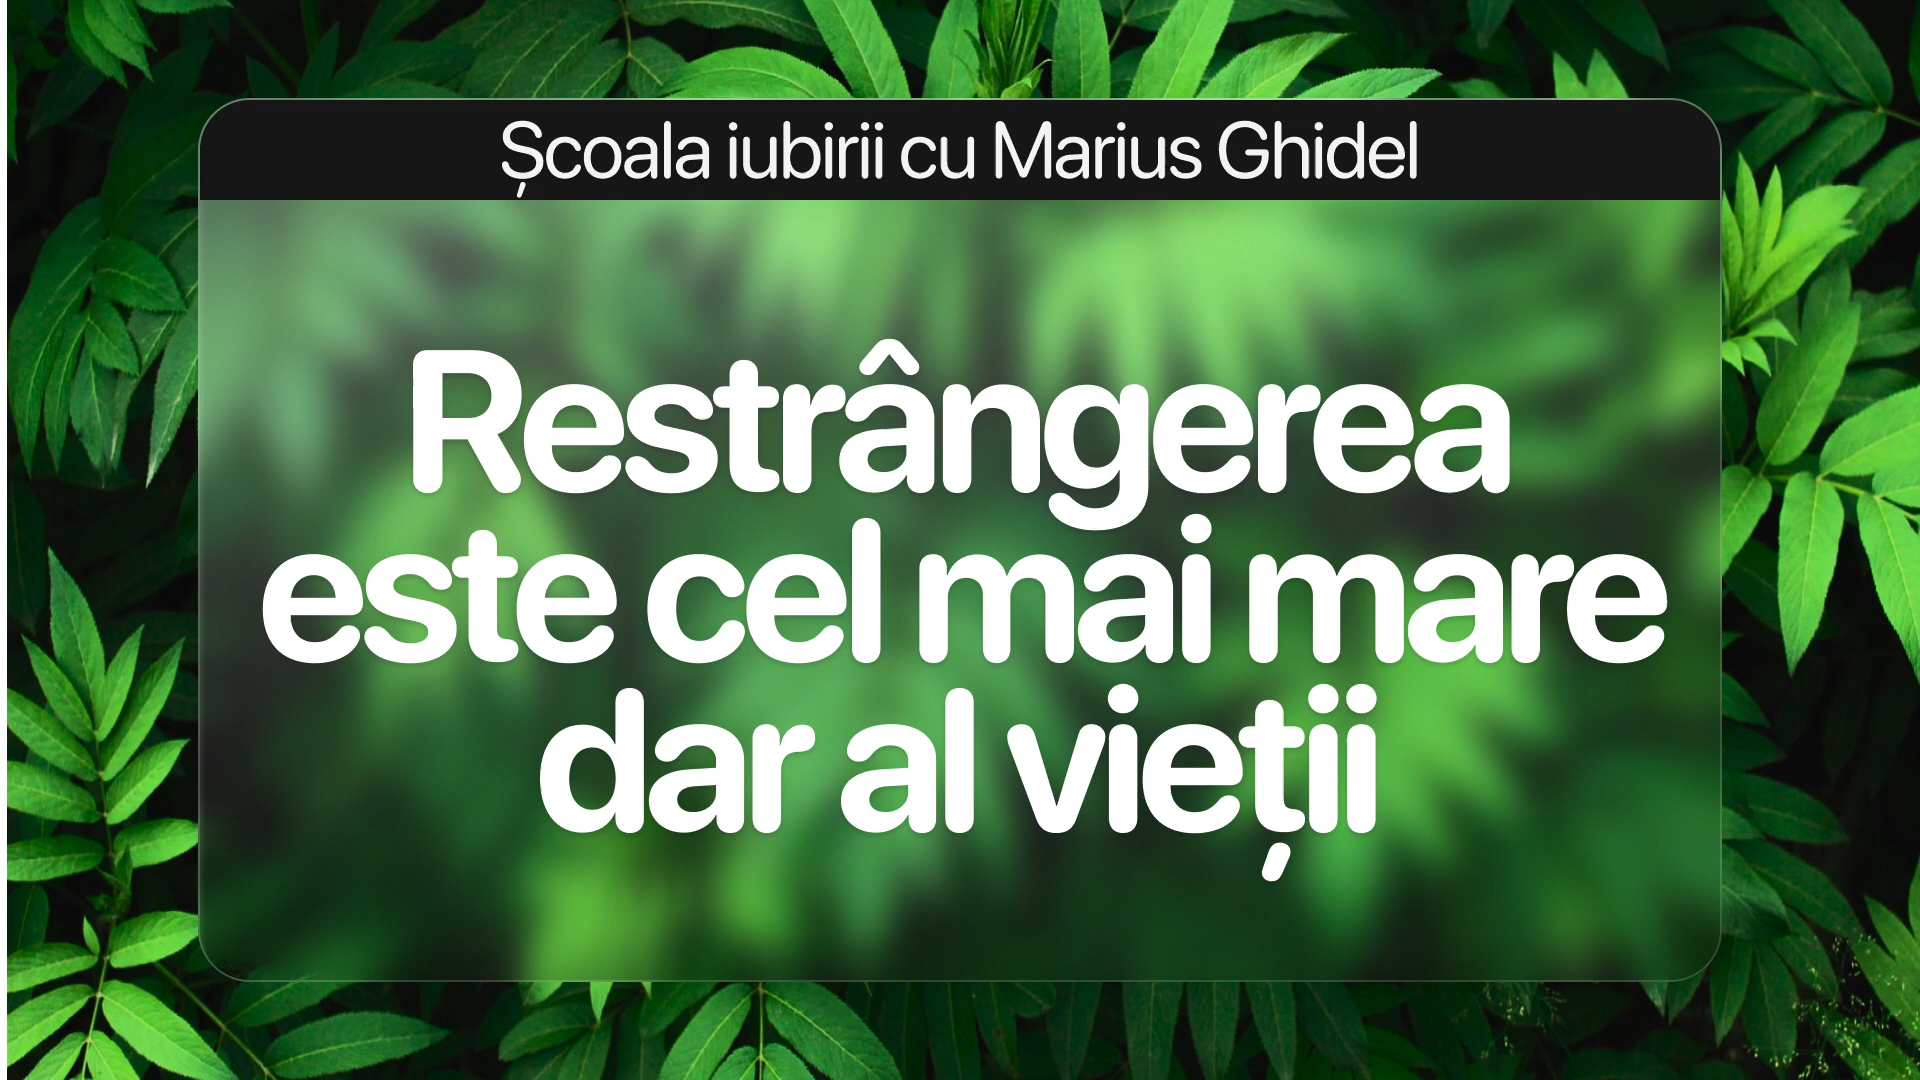 Școala iubirii cu Marius Ghidel
Restrângerea
este cel mai mare
dar al vieții